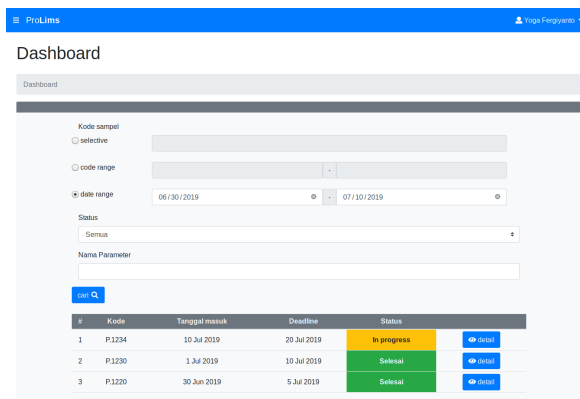 ≡ ProLims Yoga Fergiyanto
Dashboard
Dashboard
Kode sampel
selective
code range -
date range 06/30/2019 - 07/10/2019
Status
Semua
Nama Parameter
cari
# Kode Tanggal masuk Deadline Status
1 P.1234 10 Jul 2019 20 Jul 2019 In progress detail
2 P.1230 1 Jul 2019 10 Jul 2019 Selesai detail
3 P.1220 30 Jun 2019 5 Jul 2019 Selesai detail